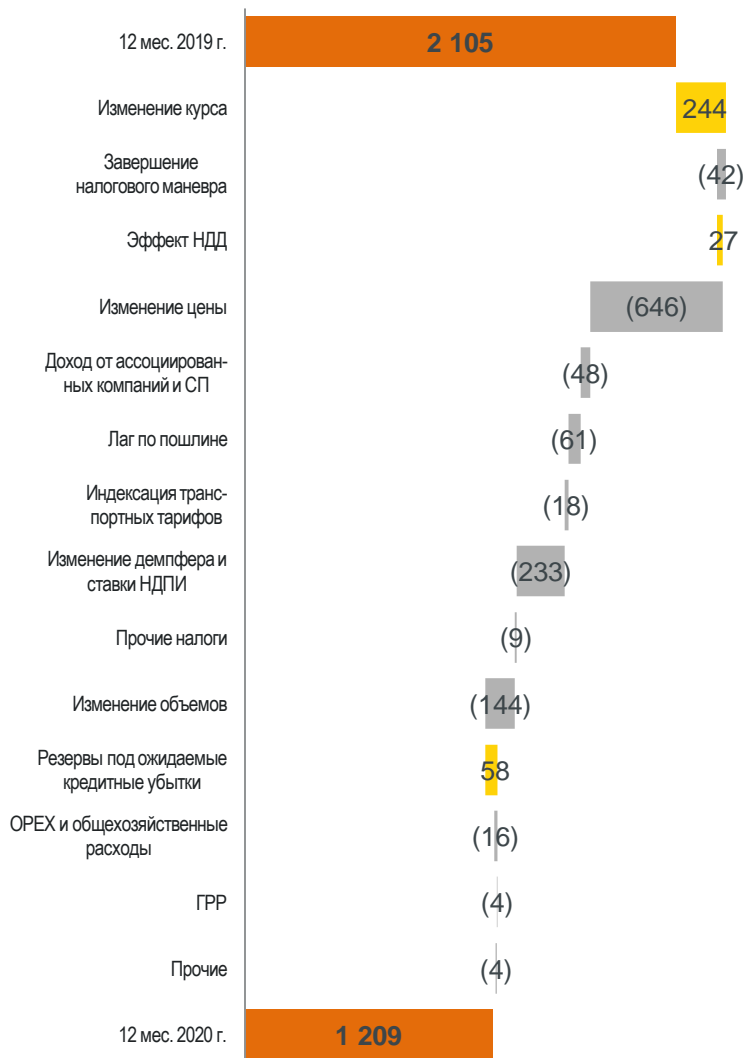 12 мес. 2019 г.
2 105
Изменение курса
244
Завершение
налогового маневра
(42)
Эффект НДД
27
Изменение цены
(646)
Доход от ассоциирован-
ных компаний и СП
(48)
Лаг по пошлине
(61)
Индексация транс-
портных тарифов
(18)
Изменение демпфера и
ставки НДПИ
(233)
Прочие налоги
(9)
Изменение объемов
(144)
Резервы под ожидаемые
кредитные убытки
58
OPEX и общехозяйственные
расходы
(16)
ГРР
(4)
Прочие
(4)
12 мес. 2020 г.
1 209